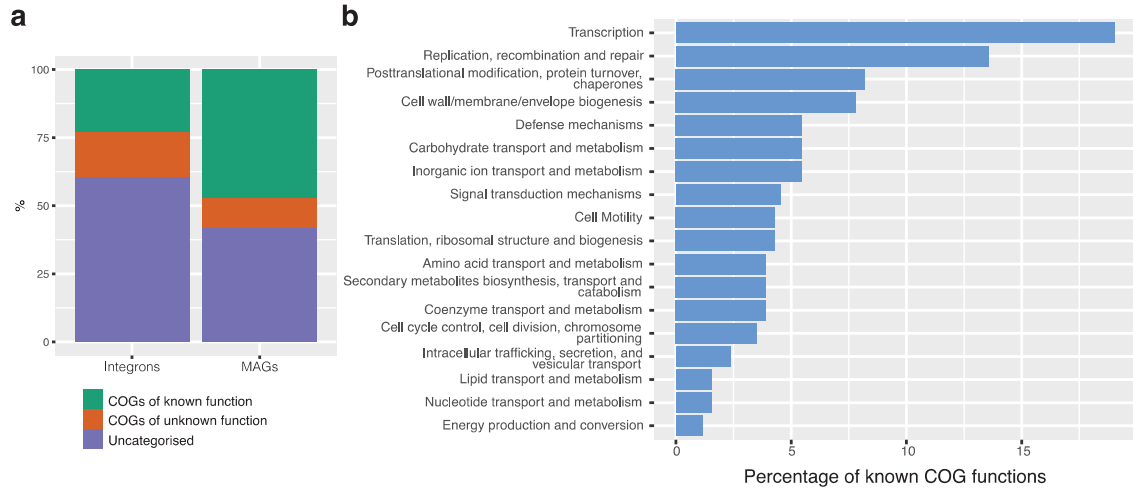 a
100
75
50
25
0
%
Integrons
MAGs
COGs of known function
COGs of unknown function
Uncategorised
b
Transcription
Replication, recombination and repair
Posttranslational modification, protein turnover,
chaperones
Cell wall/membrane/envelope biogenesis
Defense mechanisms
Carbohydrate transport and metabolism
Inorganic ion transport and metabolism
Signal transduction mechanisms
Cell Motility
Translation, ribosomal structure and biogenesis
Amino acid transport and metabolism
Secondary metabolites biosynthesis, transport and
catabolism
Coenzyme transport and metabolism
Cell cycle control, cell division, chromosome
partitioning
Intracellular trafficking, secretion, and
vesicular transport
Lipid transport and metabolism
Nucleotide transport and metabolism
Energy production and conversion
0
5
10
15
Percentage of known COG functions